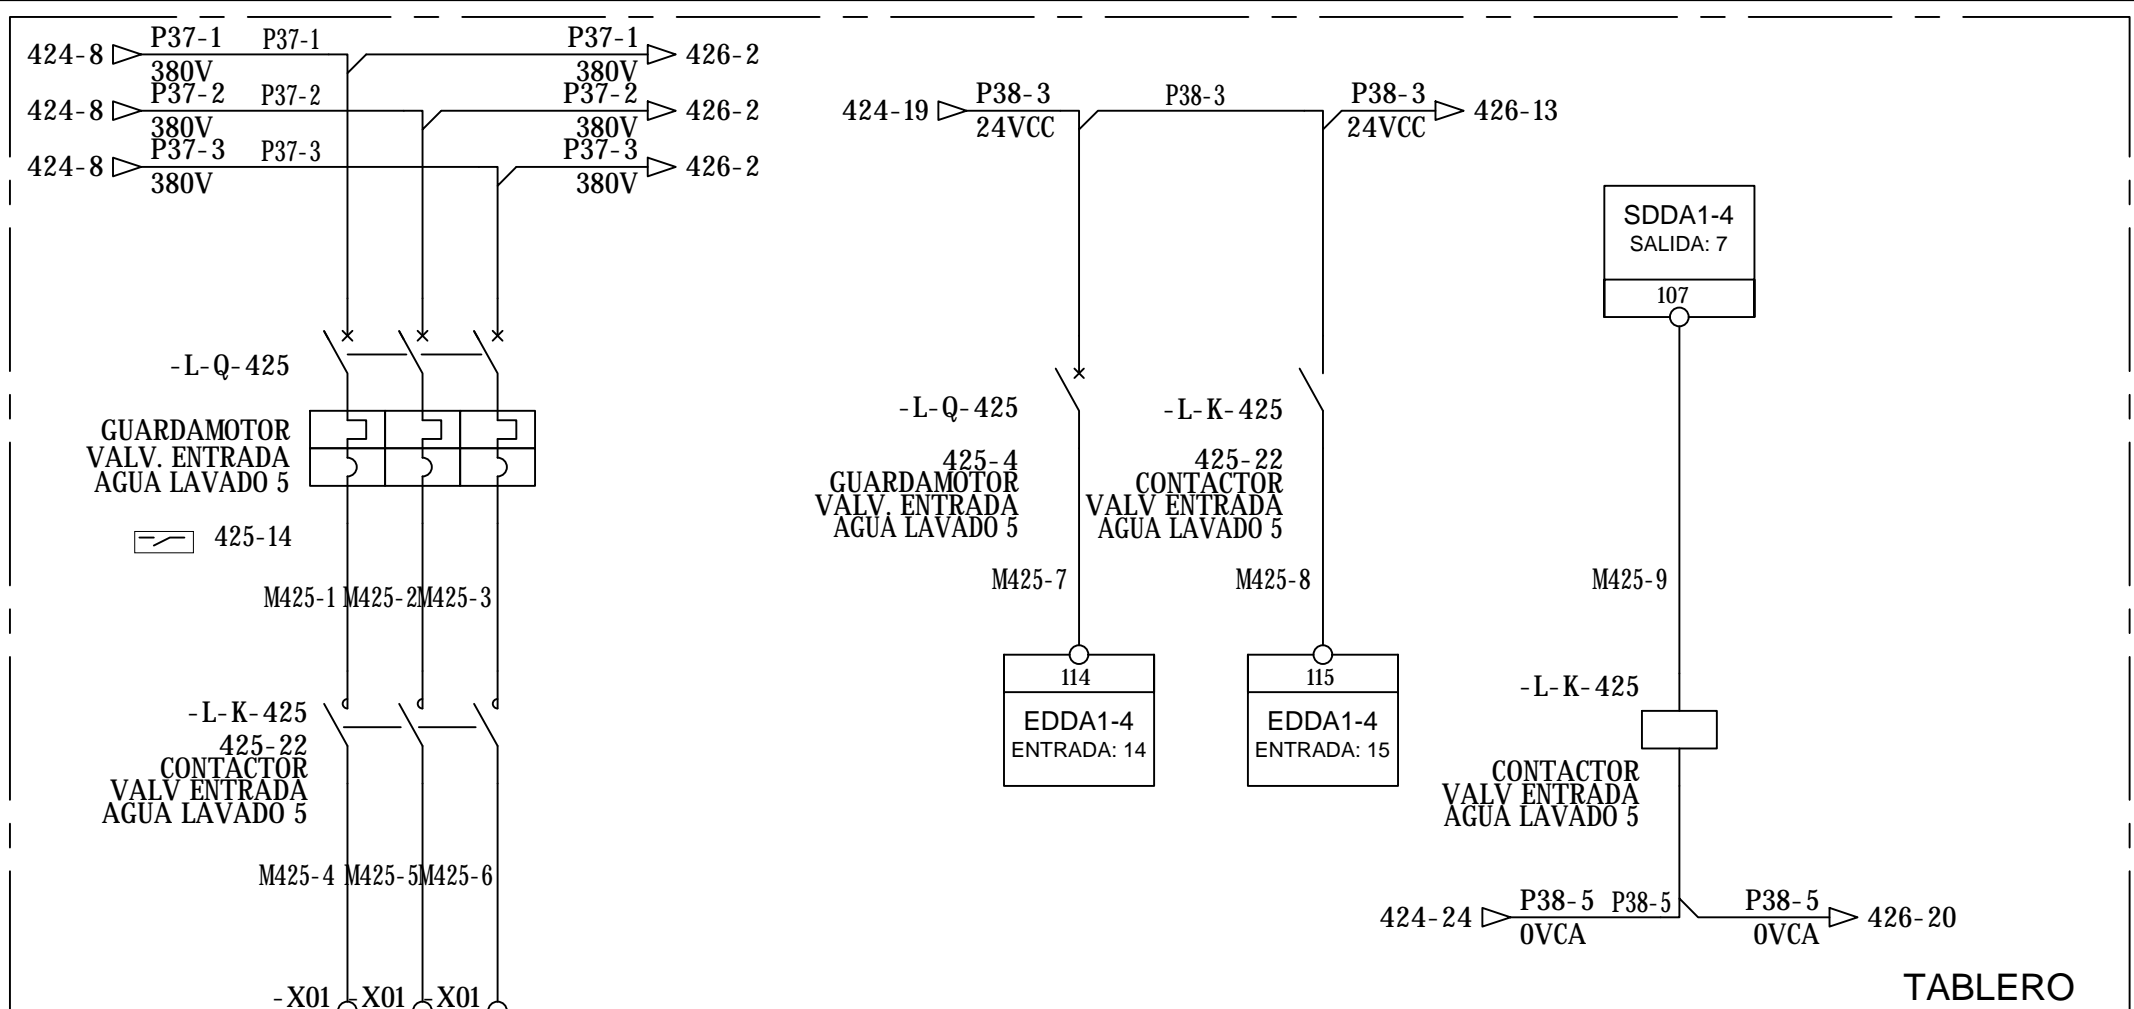 424-8 P37-1 P37-1 P37-1 426-2
380V 380V
424-8 P37-2 P37-2 P37-2 426-2
380V 380V
424-8 P37-3 P37-3 P37-3 426-2
380V 380V
-L-Q-425
GUARDAMOTOR
VALV. ENTRADA
AGUA LAVADO 5
425-14
M425-1 M425-2 M425-3
-L-K-425
425-22
CONTACTOR
VALV ENTRADA
AGUA LAVADO 5
M425-4 M425-5 M425-6
-X01 -X01 -X01
424-19 P38-3 P38-3 P38-3 426-13
24VCC 24VCC
-L-Q-425
425-4
GUARDAMOTOR
VALV. ENTRADA
AGUA LAVADO 5
M425-7
114
EDDA1-4
ENTRADA: 14
-L-K-425
425-22
CONTACTOR
VALV ENTRADA
AGUA LAVADO 5
M425-8
115
EDDA1-4
ENTRADA: 15
SDDA1-4
SALIDA: 7
107
M425-9
-L-K-425
CONTACTOR
VALV ENTRADA
AGUA LAVADO 5
424-24 P38-5 P38-5 P38-5 426-20
0VCA 0VCA
TABLERO